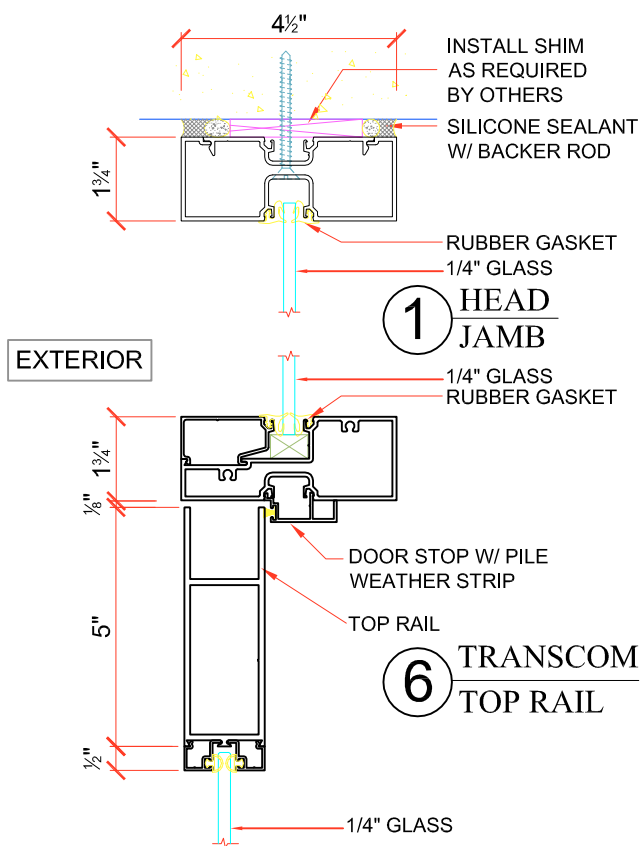 4½"
INSTALL SHIM
AS REQUIRED
BY OTHERS
SILICONE SEALANT
W/ BACKER ROD
1¾"
RUBBER GASKET
1/4" GLASS
1 HEAD
JAMB
EXTERIOR
1/4" GLASS
RUBBER GASKET
1¾"
⅛"
DOOR STOP W/ PILE
WEATHER STRIP
TOP RAIL
5"
6 TRANSCOM
TOP RAIL
½"
1/4" GLASS